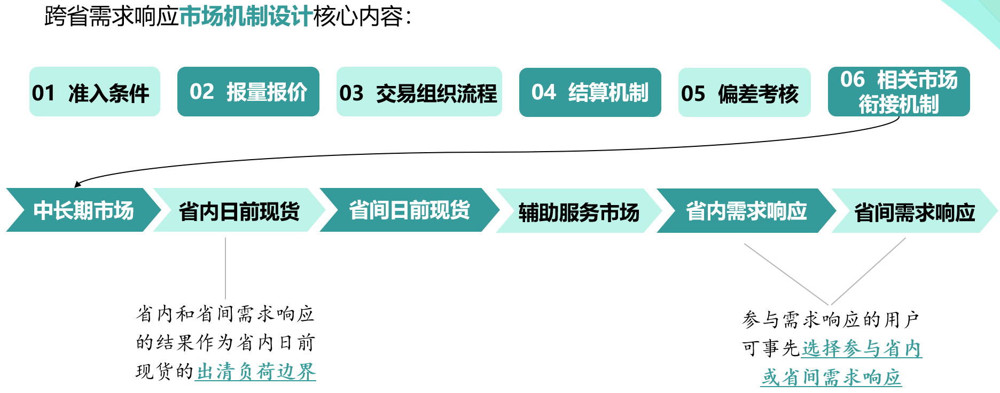 跨省需求响应市场机制设计核心内容：
01 准入条件
02 报量报价
03 交易组织流程
04 结算机制
05 偏差考核
06 相关市场
衔接机制
中长期市场
省内日前现货
省间日前现货
辅助服务市场
省内需求响应
省间需求响应
省内和省间需求响应
的结果作为省内日前
现货的出清负荷边界
参与需求响应的用户
可事先选择参与省内
或省间需求响应